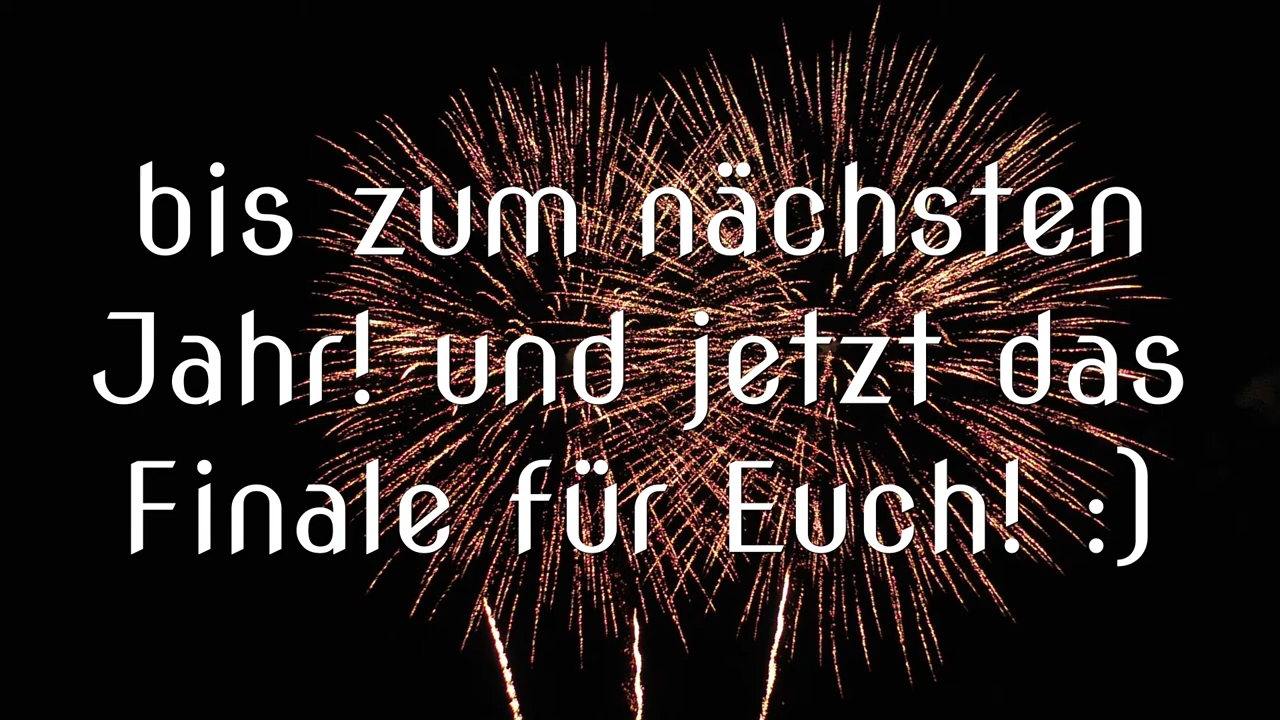 bis zum nächsten
Jahr! und jetzt das
Finale für Euch! :)